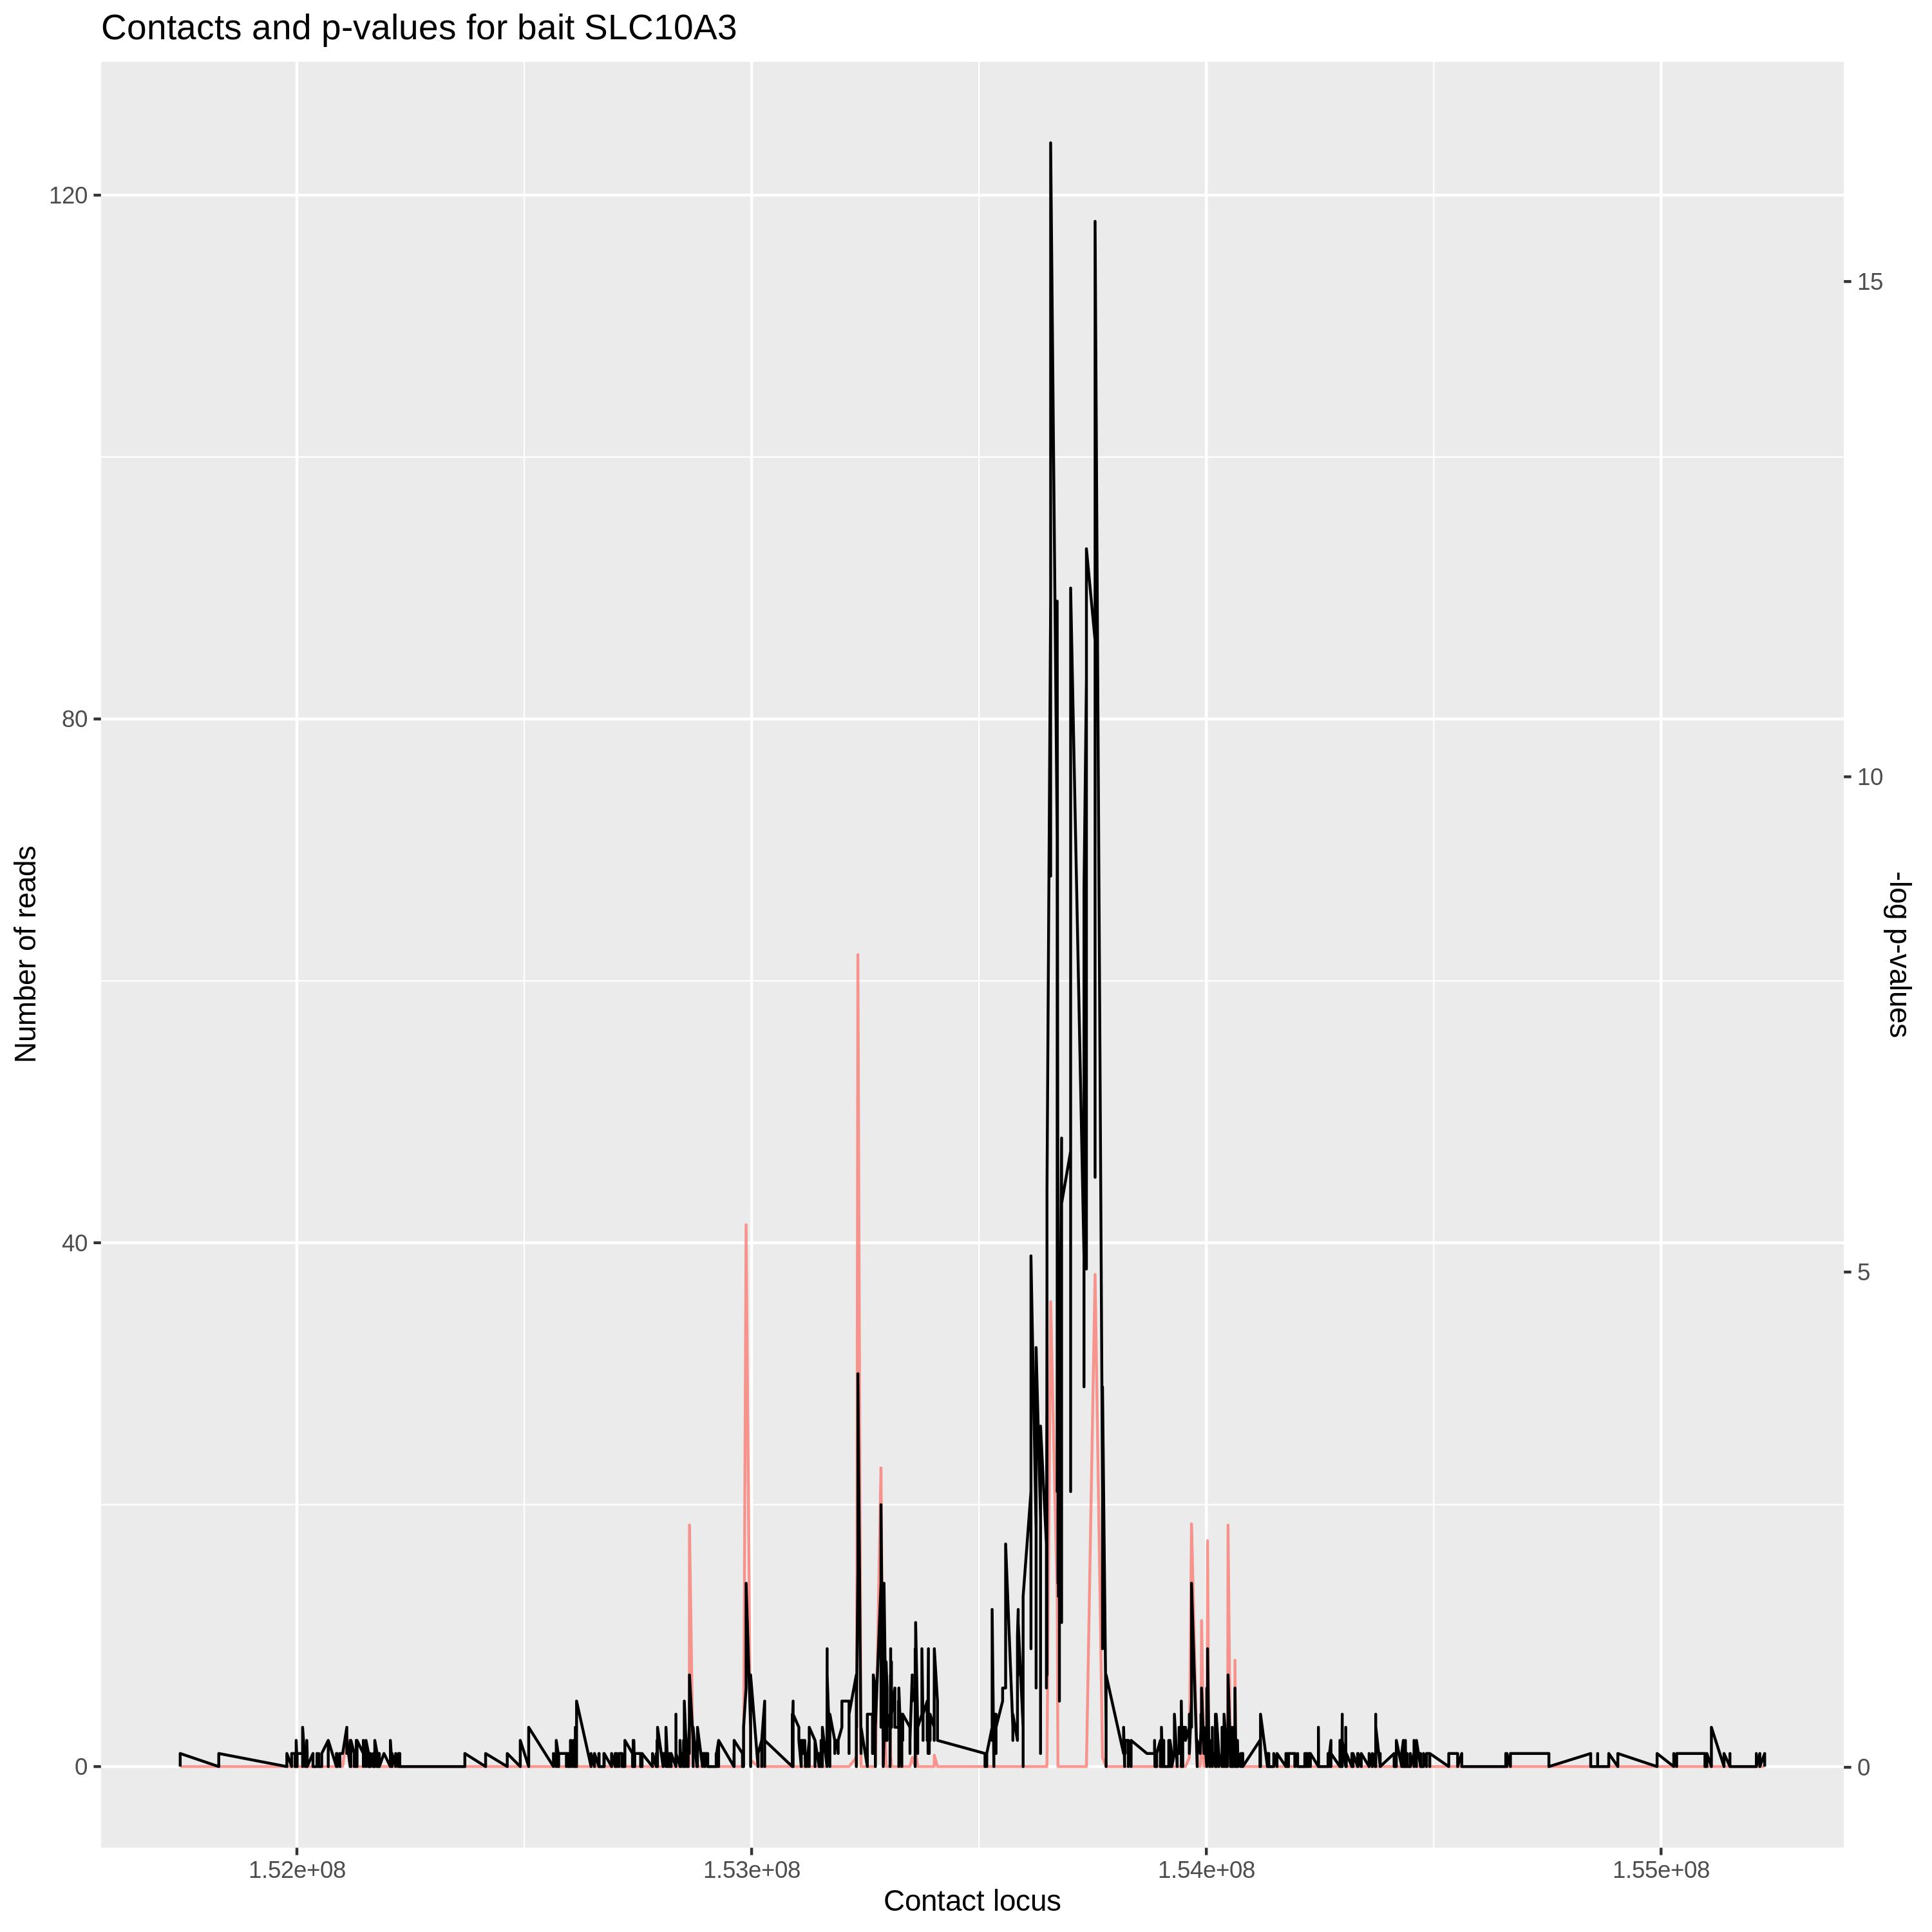 Contacts and p-values for bait SLC10A3
120
80
40
0
Number of reads
15
10
5
0
-log p-values
1.52e+08
1.53e+08
1.54e+08
1.55e+08
Contact locus